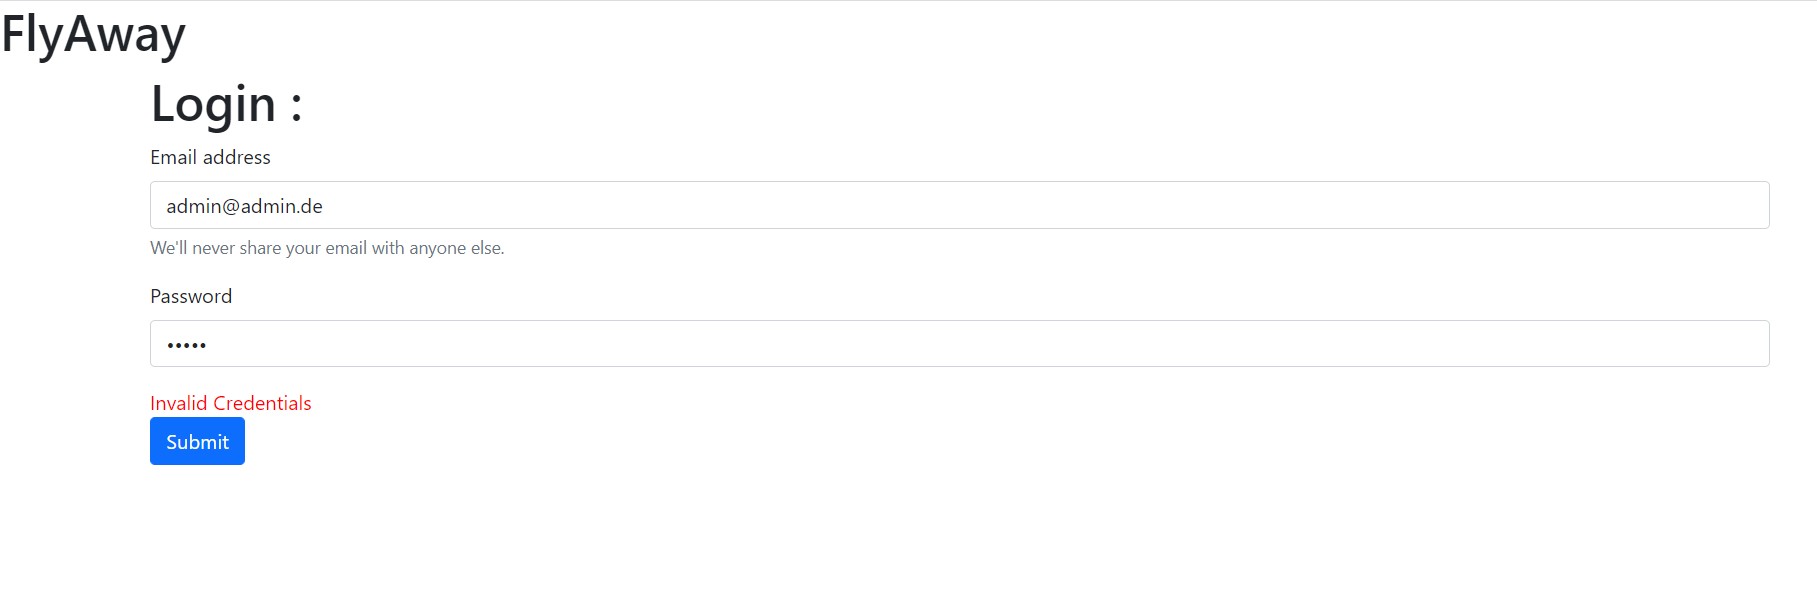 FlyAway
Login :
Email address
admin@admin.de
We'll never share your email with anyone else.
Password
•••••
Invalid Credentials
Submit